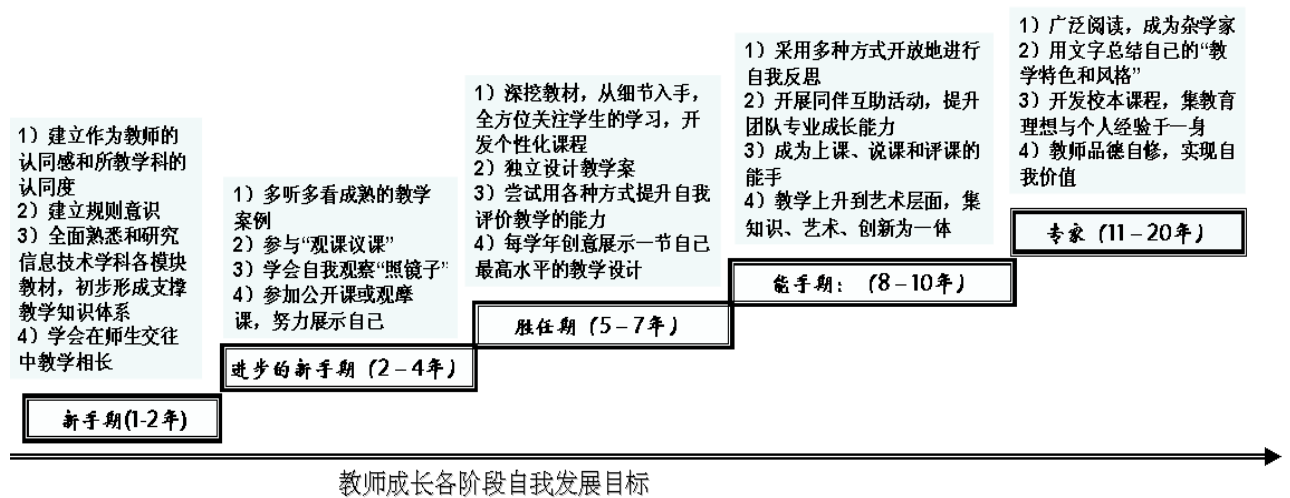 1）建立作为教师的
认同感和所教学科的
认同度
2）建立规则意识
3）全面熟悉和研究
信息技术学科各模块
教材，初步形成支撑
教学知识体系
4）学会在师生交往
中教学相长
新手期(1-2年)
1）多听多看成熟的教学
案例
2）参与“观课议课”
3）学会自我观察“照镜子”
4）参加公开课或观摩
课，努力展示自己
进步的新手期（2–4年）
1）深挖教材，从细节入手，
全方位关注学生的学习，开
发个性化课程
2）独立设计教学案
3）尝试用各种方式提升自我
评价教学的能力
4）每学年创意展示一节自己
最高水平的教学设计
胜任期（5–7年）
1）采用多种方式开放地进行
自我反思
2）开展同伴互助活动，提升
团队专业成长能力
3）成为上课、说课和评课的
能手
4）教学上升到艺术层面，集
知识、艺术、创新为一体
能手期：（8–10年）
1）广泛阅读，成为杂学家
2）用文字总结自己的“教
学特色和风格”
3）开发校本课程，集教育
理想与个人经验于一身
4）教师品德自修，实现自
我价值
专家（11–20年）
教师成长各阶段自我发展目标